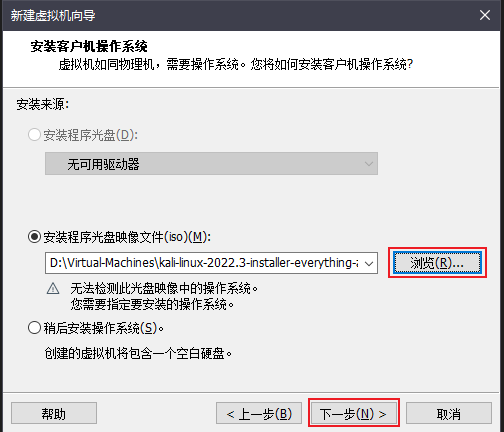 新建虚拟机向导
安装客户机操作系统
虚拟机如同物理机，需要操作系统。您将如何安装客户机操作系统?
安装来源:
安装程序光盘(D):
无可用驱动器
安装程序光盘映像文件(iso)(M):
D:\Virtual-Machines\kali-linux-2022.3-installer-everything-a
浏览(R)...
无法检测此光盘映像中的操作系统。
您需要指定要安装的操作系统。
稍后安装操作系统(S)。
创建的虚拟机将包含一个空白硬盘。
帮助
< 上一步(B)
下一步(N) >
取消